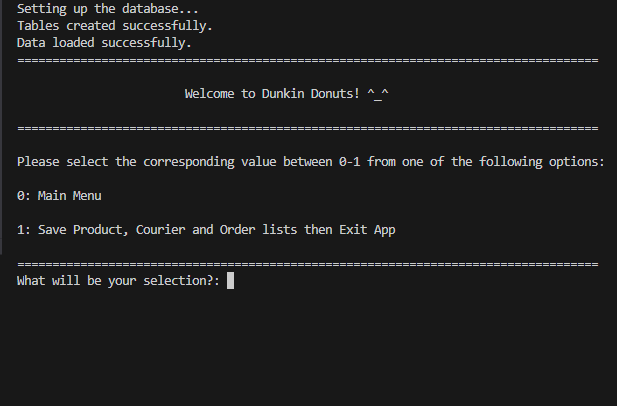 Setting up the database...
Tables created successfully.
Data loaded successfully.
===================================================================================
Welcome to Dunkin Donuts! ^_^
===================================================================================
Please select the corresponding value between 0-1 from one of the following options:
0: Main Menu
1: Save Product, Courier and Order lists then Exit App
===================================================================================
What will be your selection?: